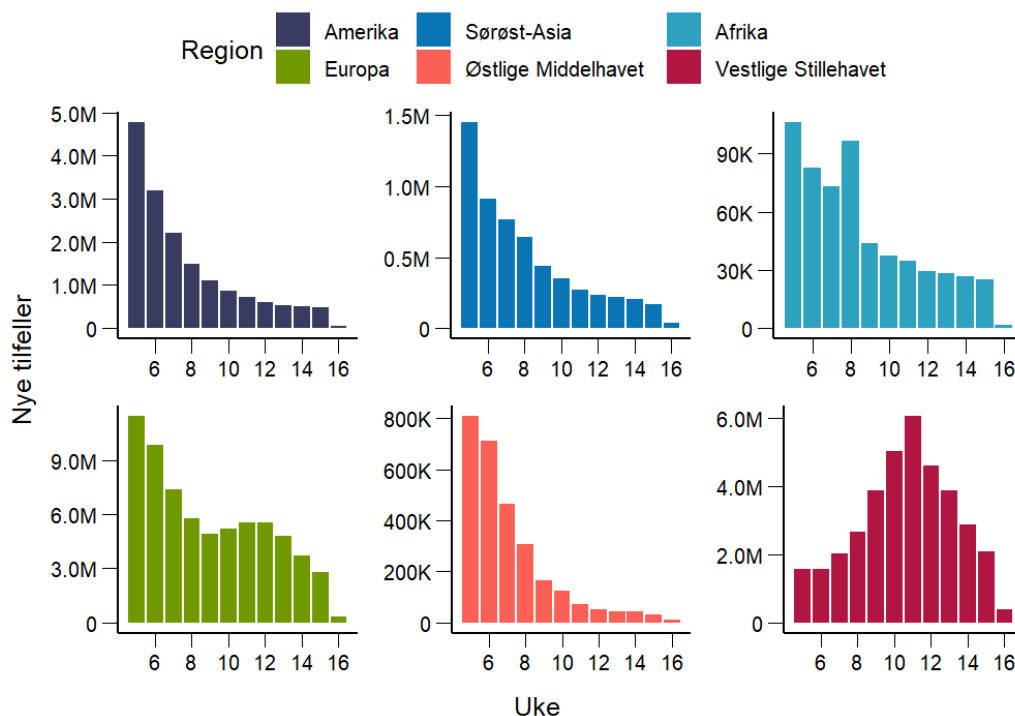 Region
Amerika
Sørøst-Asia
Afrika
Europa
Østlige Middelhavet
Vestlige Stillehavet
Nye tilfeller
5.0M
4.0M
3.0M
2.0M
1.0M
0
6 8 10 12 14 16
1.5M
1.0M
0.5M
0
6 8 10 12 14 16
90K
60K
30K
0
6 8 10 12 14 16
9.0M
6.0M
3.0M
0
6 8 10 12 14 16
800K
600K
400K
200K
0
6 8 10 12 14 16
6.0M
4.0M
2.0M
0
6 8 10 12 14 16
Uke